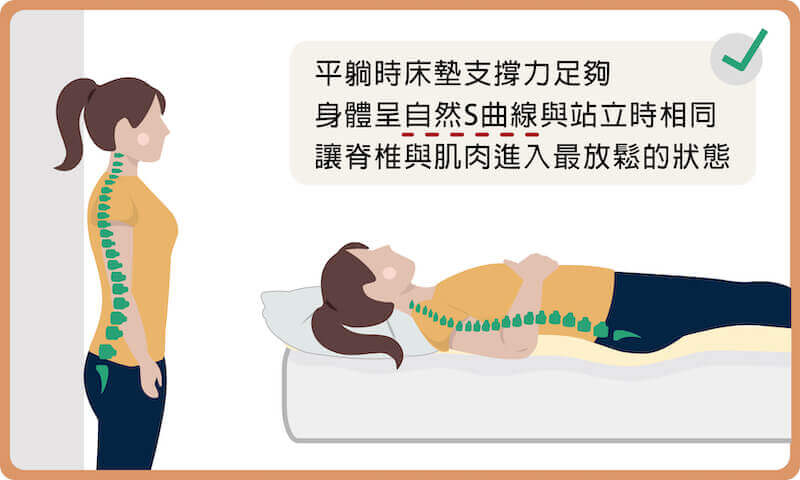 平躺時床墊支撐力足夠
身體呈自然S曲線與站立時相同
讓脊椎與肌肉進入最放鬆的狀態